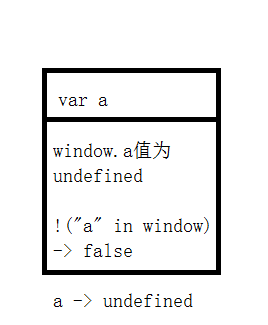 var a
window.a值为
undefined
!("a" in window)
-> false
a -> undefined